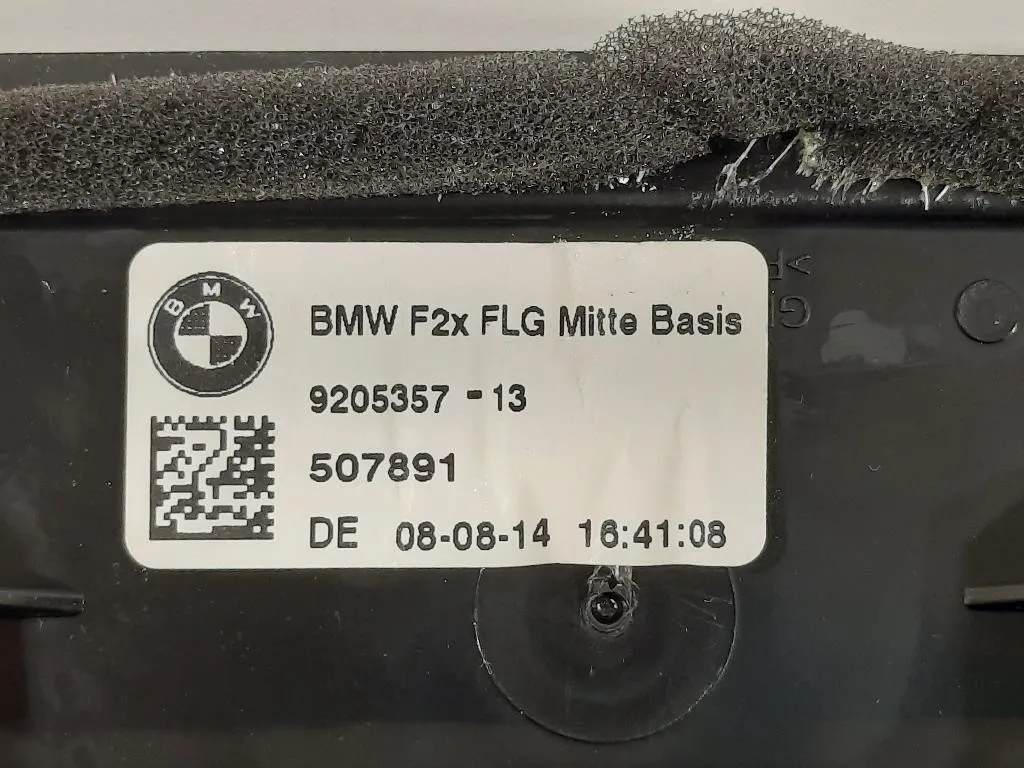 BMW
BMW F2x FLG Mitte Basis
9205357 - 13
507891
DE 08-08-14 16:41:08